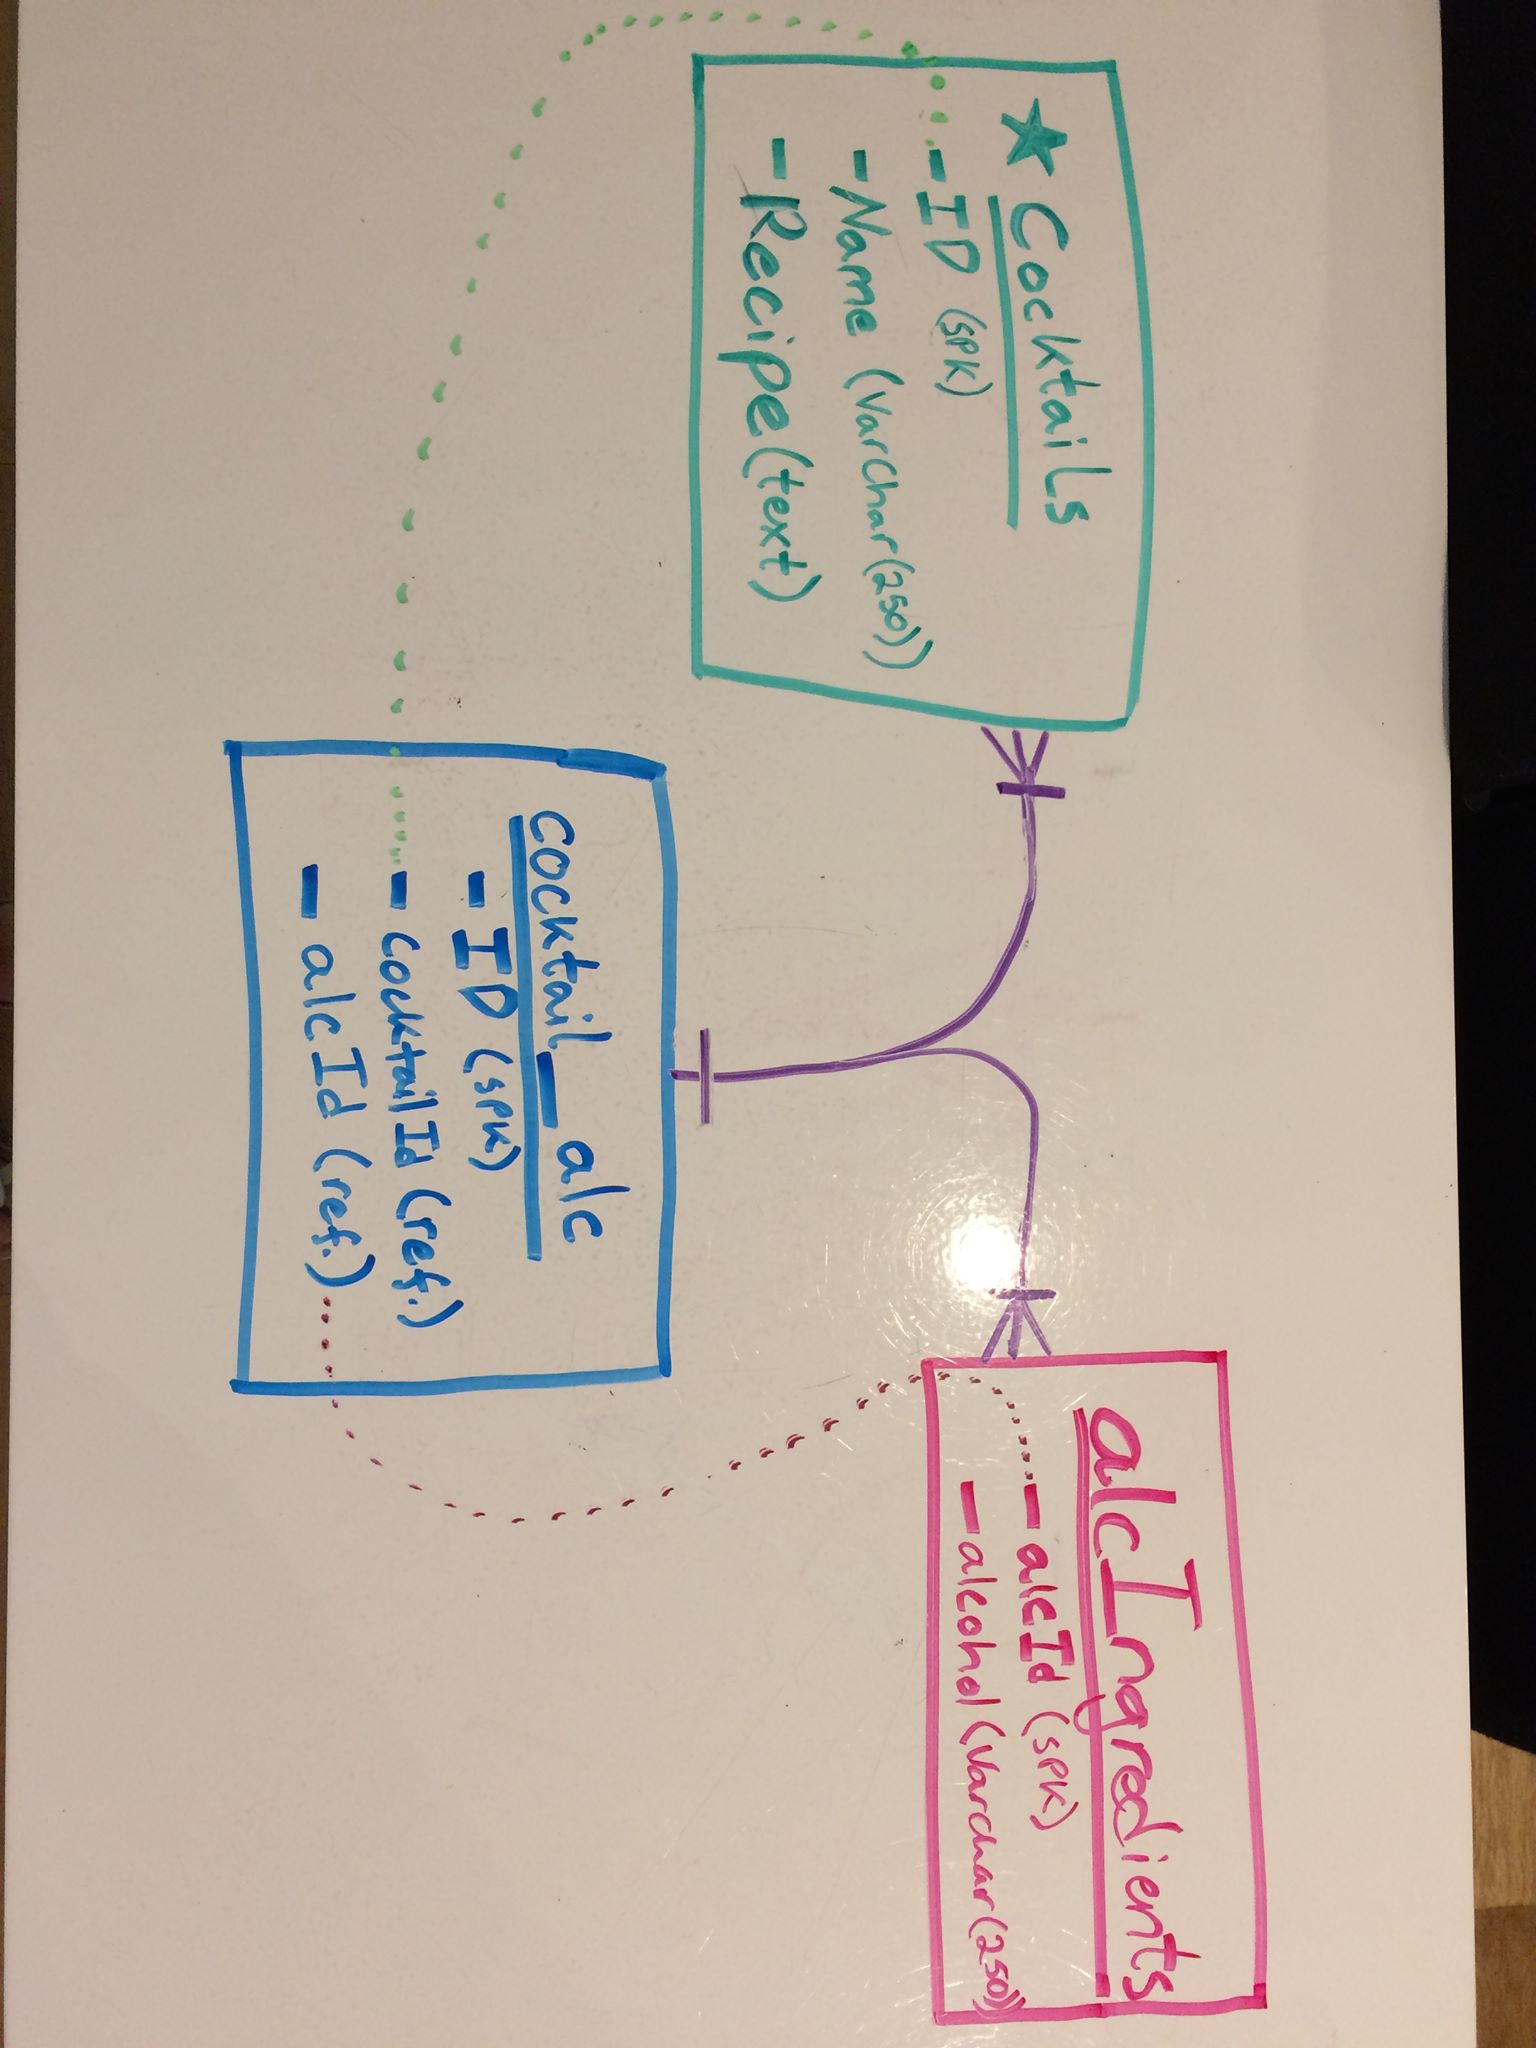 ★ Cocktails
- ID (SPK)
- Name (Varchar(250))
- Recipe (text)
cocktail_alc
- ID (SPK)
- cocktailId (ref.)
- alcId (ref.)
alcIngredients
- alcId (SPK)
- alcohol (Varchar(250))